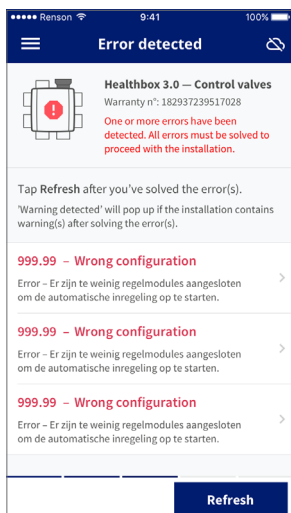 Renson 9:41 100%
Error detected
Healthbox 3.0 — Control valves
Warranty n°: 182937239517028
One or more errors have been
detected. All errors must be solved to
proceed with the installation.
Tap Refresh after you've solved the error(s).
'Warning detected' will pop up if the installation contains
warning(s) after solving the error(s).
999.99 – Wrong configuration
Error – Er zijn te weinig regelmodules aangesloten
om de automatische inregeling op te starten.
999.99 – Wrong configuration
Error – Er zijn te weinig regelmodules aangesloten
om de automatische inregeling op te starten.
999.99 – Wrong configuration
Error – Er zijn te weinig regelmodules aangesloten
om de automatische inregeling op te starten.
Refresh